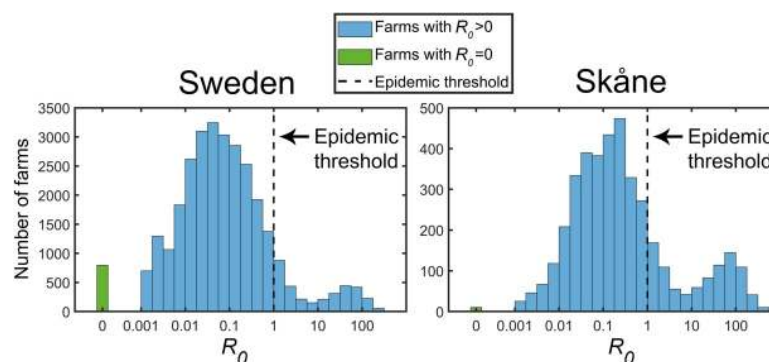 Farms with R₀>0
Farms with R₀=0
Epidemic threshold
Sweden
Skåne
Number of farms
3500
3000
2500
2000
1500
1000
500
0
Epidemic
threshold
0 0.001 0.01 0.1 1 10 100
R₀
500
400
300
200
100
0
Epidemic
threshold
0 0.001 0.01 0.1 1 10 100
R₀